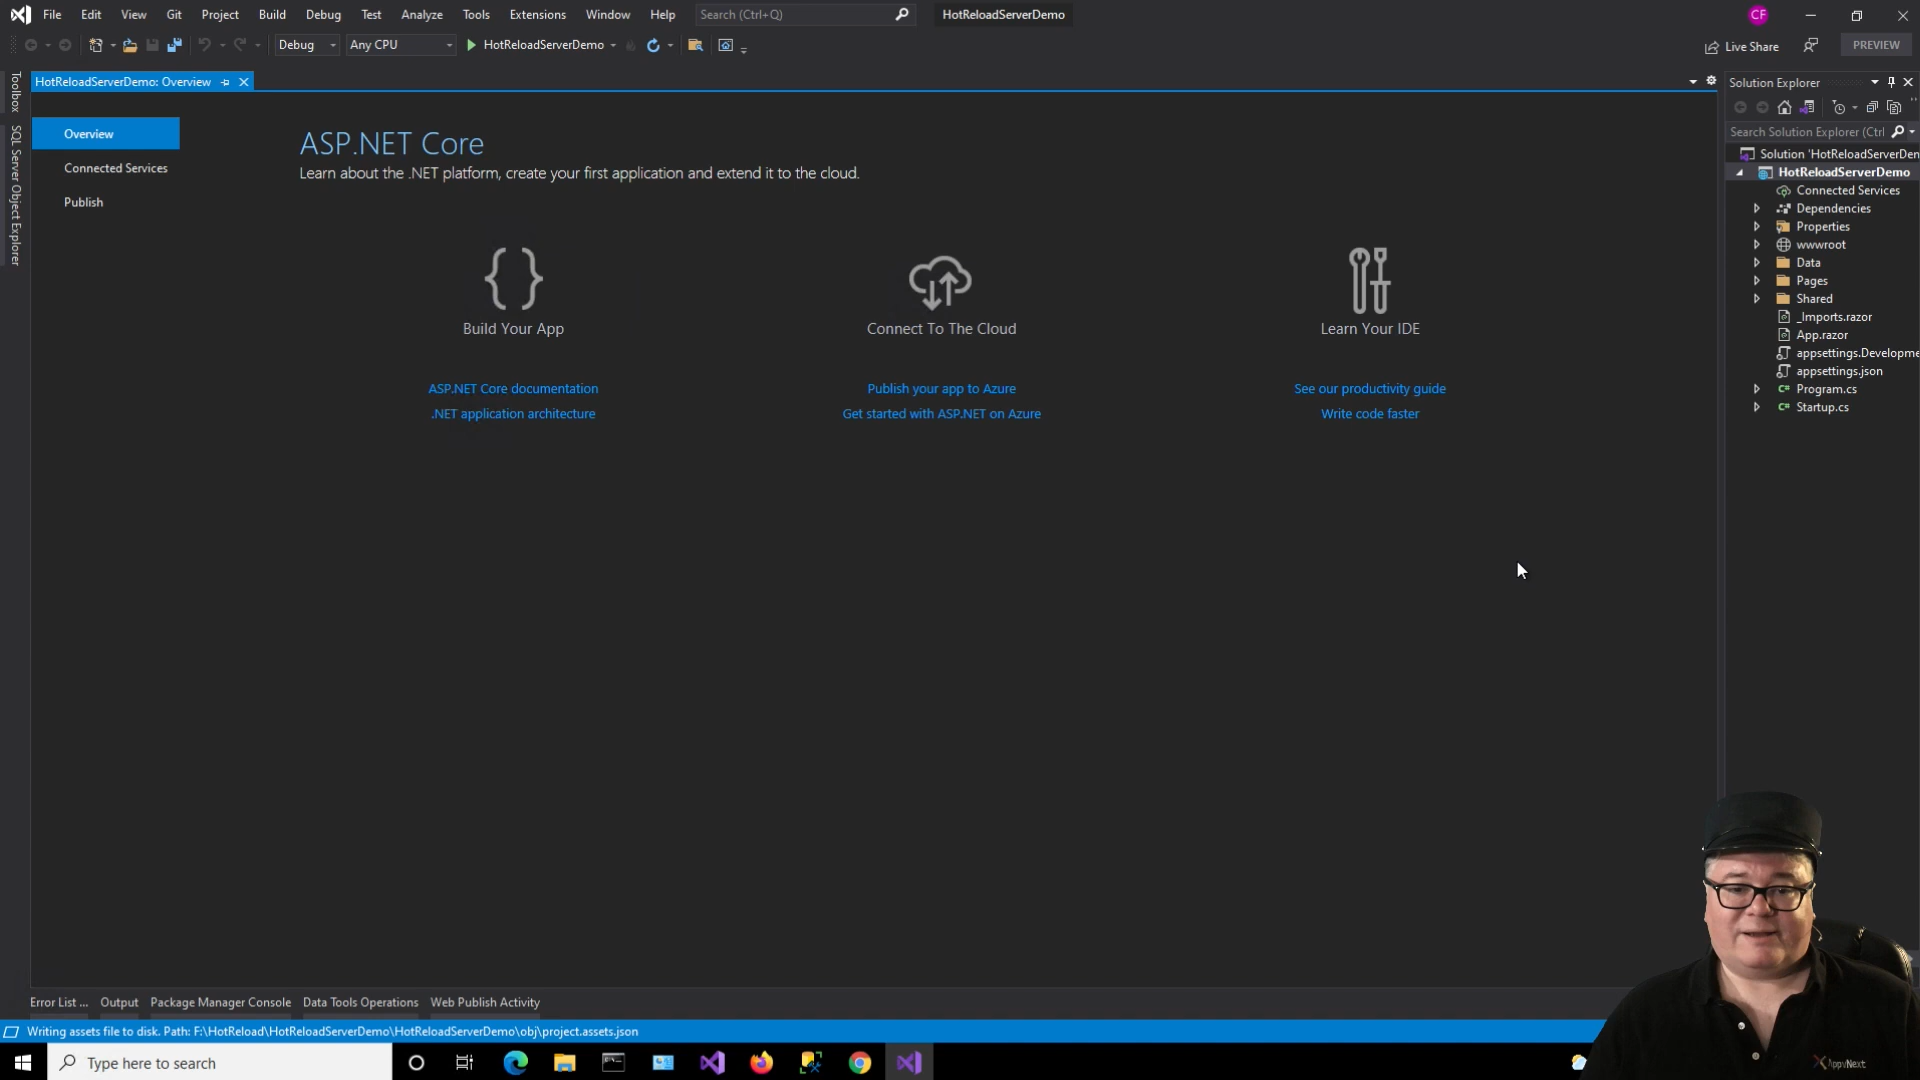 File Edit View Git Project Build Debug Test Analyze Tools Extensions Window Help Search (Ctrl+Q) HotReloadServerDemo CF
Debug Any CPU HotReloadServerDemo Live Share PREVIEW
Toolbox
SQL Server Object Explorer
HotReloadServerDemo: Overview
Overview
Connected Services
Publish
ASP.NET Core
Learn about the .NET platform, create your first application and extend it to the cloud.
Build Your App
ASP.NET Core documentation
.NET application architecture
Connect To The Cloud
Publish your app to Azure
Get started with ASP.NET on Azure
Learn Your IDE
See our productivity guide
Write code faster
Solution Explorer
Search Solution Explorer (Ctrl
Solution 'HotReloadServerDen
HotReloadServerDemo
Connected Services
Dependencies
Properties
wwwroot
Data
Pages
Shared
_Imports.razor
App.razor
appsettings.Developme
appsettings.json
C# Program.cs
C# Startup.cs
Error List ... Output Package Manager Console Data Tools Operations Web Publish Activity
Writing assets file to disk. Path: F:\HotReload\HotReloadServerDemo\HotReloadServerDemo\obj\project.assets.json
Type here to search
AppvNext